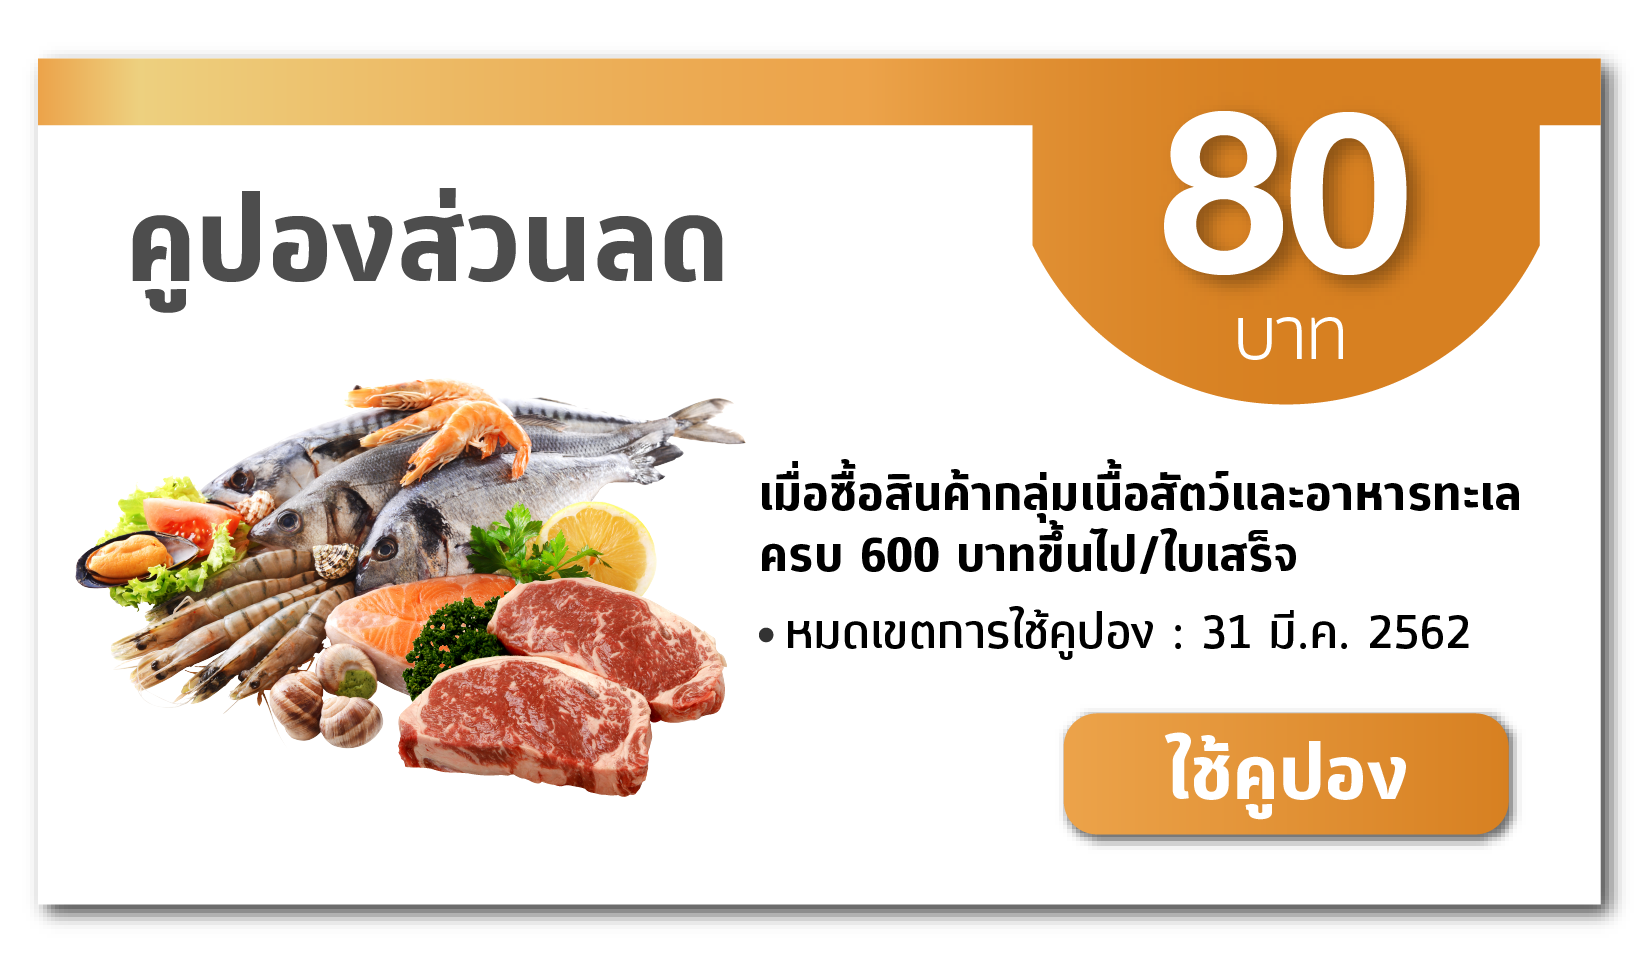 คูปองส่วนลด
80
บาท
เมื่อซื้อสินค้ากลุ่มเนื้อสัตว์และอาหารทะเล
ครบ 600 บาทขึ้นไป/ใบเสร็จ
• หมดเขตการใช้คูปอง : 31 มี.ค. 2562
ใช้คูปอง